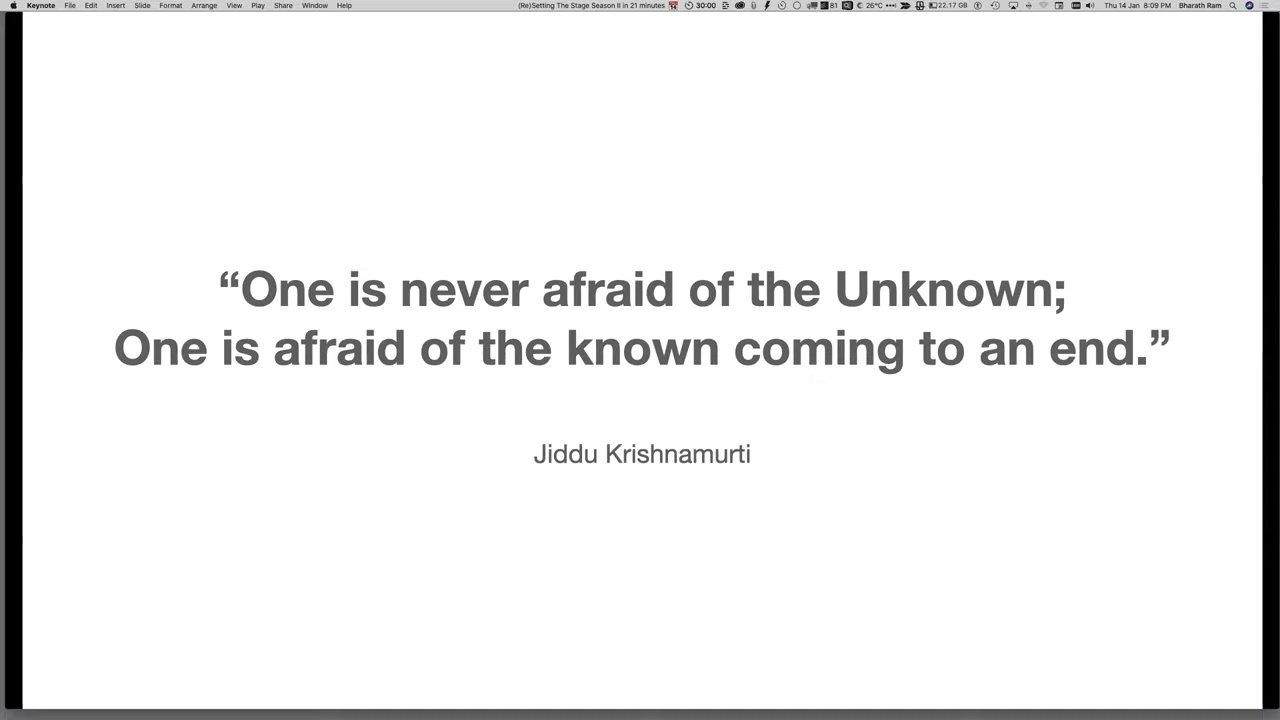 Keynote File Edit Insert Slide Format Arrange View Play Share Window Help (Re)Setting The Stage Season II in 21 minutes 30:00 81 26°C 22.17 GB Thu 14 Jan 8:09 PM Bharath Ram
“One is never afraid of the Unknown;
One is afraid of the known coming to an end.”
Jiddu Krishnamurti